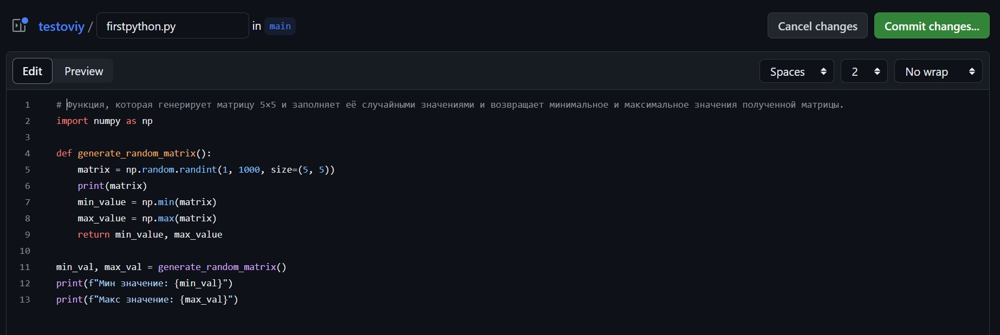 testoviy / firstpython.py in main Cancel changes Commit changes...
Edit Preview Spaces 2 No wrap
1 # Функция, которая генерирует матрицу 5×5 и заполняет её случайными значениями и возвращает минимальное и максимальное значения полученной матрицы.
2 import numpy as np
3
4 def generate_random_matrix():
5     matrix = np.random.randint(1, 1000, size=(5, 5))
6     print(matrix)
7     min_value = np.min(matrix)
8     max_value = np.max(matrix)
9     return min_value, max_value
10
11 min_val, max_val = generate_random_matrix()
12 print(f"Мин значение: {min_val}")
13 print(f"Макс значение: {max_val}")